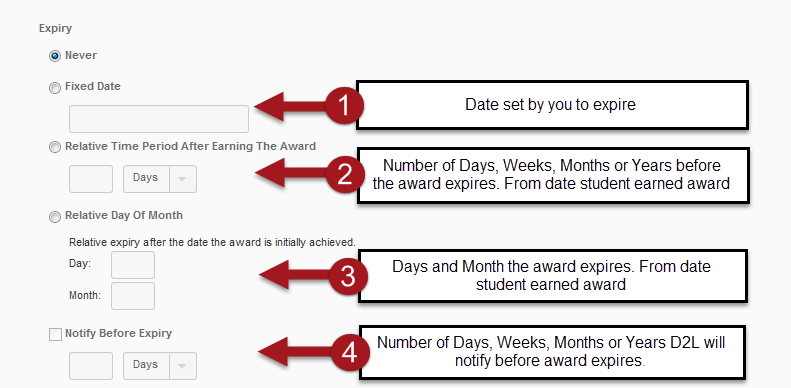 Expiry
Never
Fixed Date
1
Date set by you to expire
Relative Time Period After Earning The Award
Days
2
Number of Days, Weeks, Months or Years before
the award expires. From date student earned award
Relative Day Of Month
Relative expiry after the date the award is initially achieved.
Day:
Month:
3
Days and Month the award expires. From date
student earned award
Notify Before Expiry
Days
4
Number of Days, Weeks, Months or Years D2L will
notify before award expires.